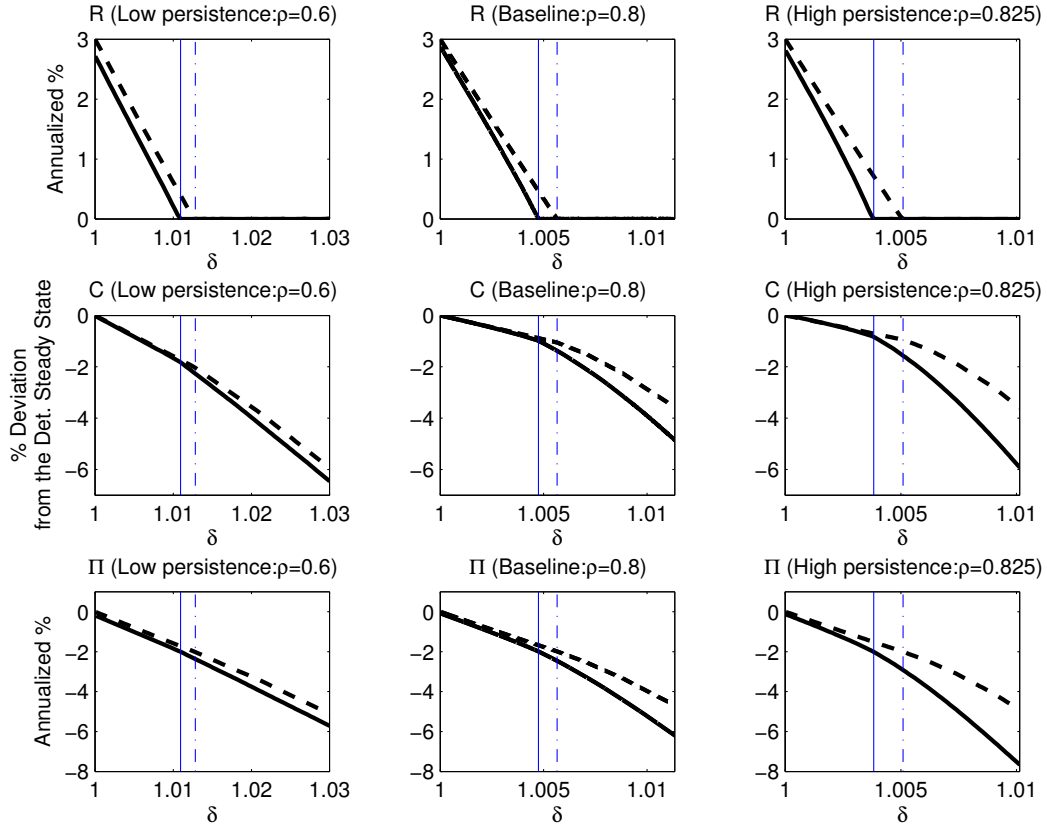 R (Low persistence:ρ=0.6)
R (Baseline:ρ=0.8)
R (High persistence:ρ=0.825)
Annualized %
3
2
1
0
1 1.01 1.02 1.03
δ
3
2
1
0
1 1.005 1.01
δ
3
2
1
0
1 1.005 1.01
δ
C (Low persistence:ρ=0.6)
C (Baseline:ρ=0.8)
C (High persistence:ρ=0.825)
% Deviation
from the Det. Steady State
0
−2
−4
−6
1 1.01 1.02 1.03
δ
0
−2
−4
−6
1 1.005 1.01
δ
0
−2
−4
−6
1 1.005 1.01
δ
Π (Low persistence:ρ=0.6)
Π (Baseline:ρ=0.8)
Π (High persistence:ρ=0.825)
Annualized %
0
−2
−4
−6
−8
1 1.01 1.02 1.03
δ
0
−2
−4
−6
−8
1 1.005 1.01
δ
0
−2
−4
−6
−8
1 1.005 1.01
δ